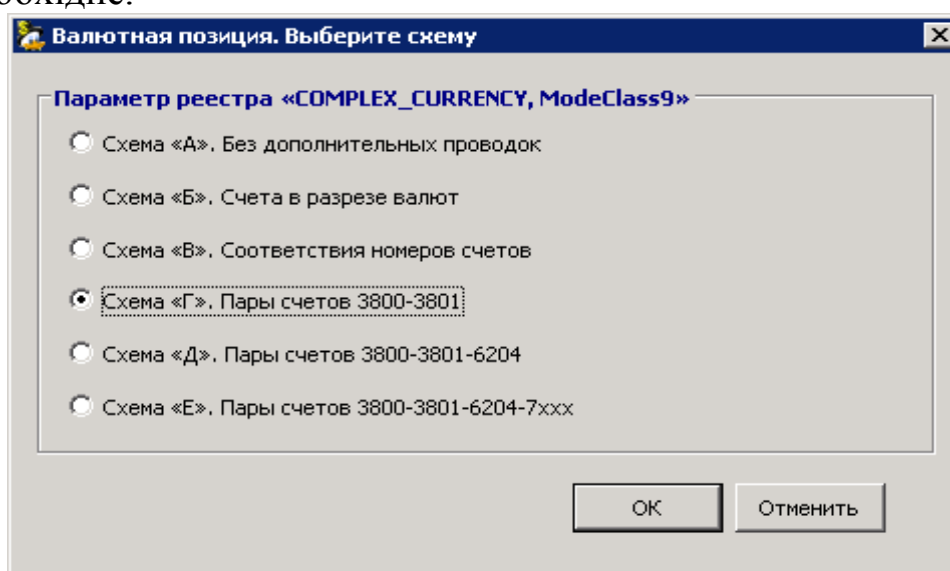 Валютная позиция. Выберите схему
Параметр реестра «COMPLEX_CURRENCY, ModeClass9»
Схема «А». Без дополнительных проводок
Схема «Б». Счета в разрезе валют
Схема «В». Соответствия номеров счетов
Схема «Г». Пары счетов 3800-3801
Схема «Д». Пары счетов 3800-3801-6204
Схема «Е». Пары счетов 3800-3801-6204-7xxx
ОК
Отменить